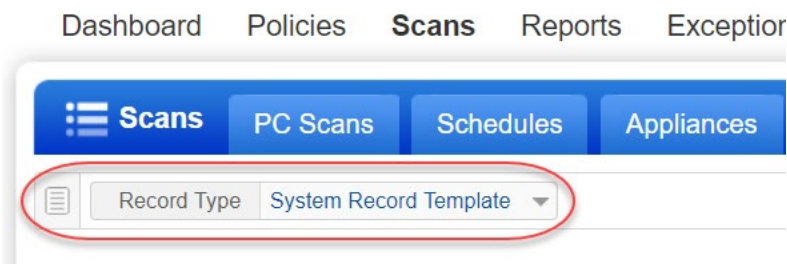 Dashboard Policies Scans Reports
Scans PC Scans Schedules Appliances
Record Type System Record Template